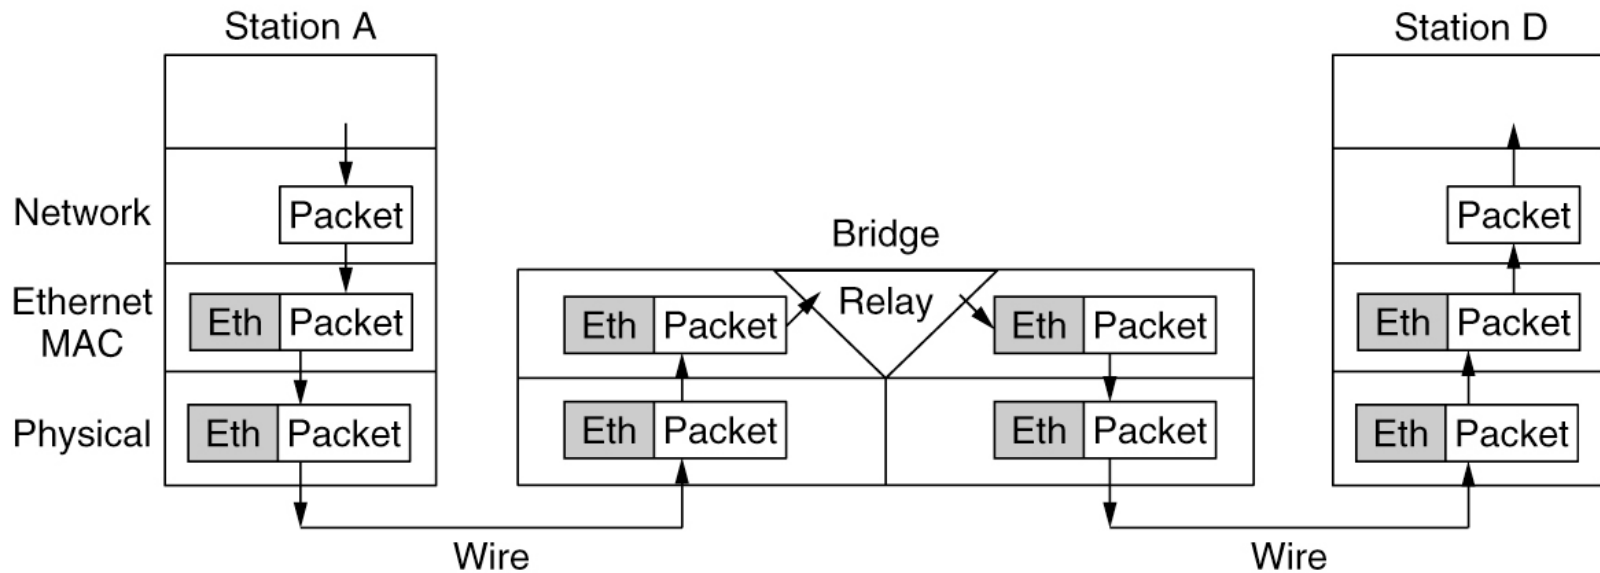 Station A
Station D
Network
Packet
Packet
Bridge
Ethernet
MAC
Eth Packet
Eth Packet
Relay
Eth Packet
Eth Packet
Physical
Eth Packet
Eth Packet
Eth Packet
Eth Packet
Wire
Wire